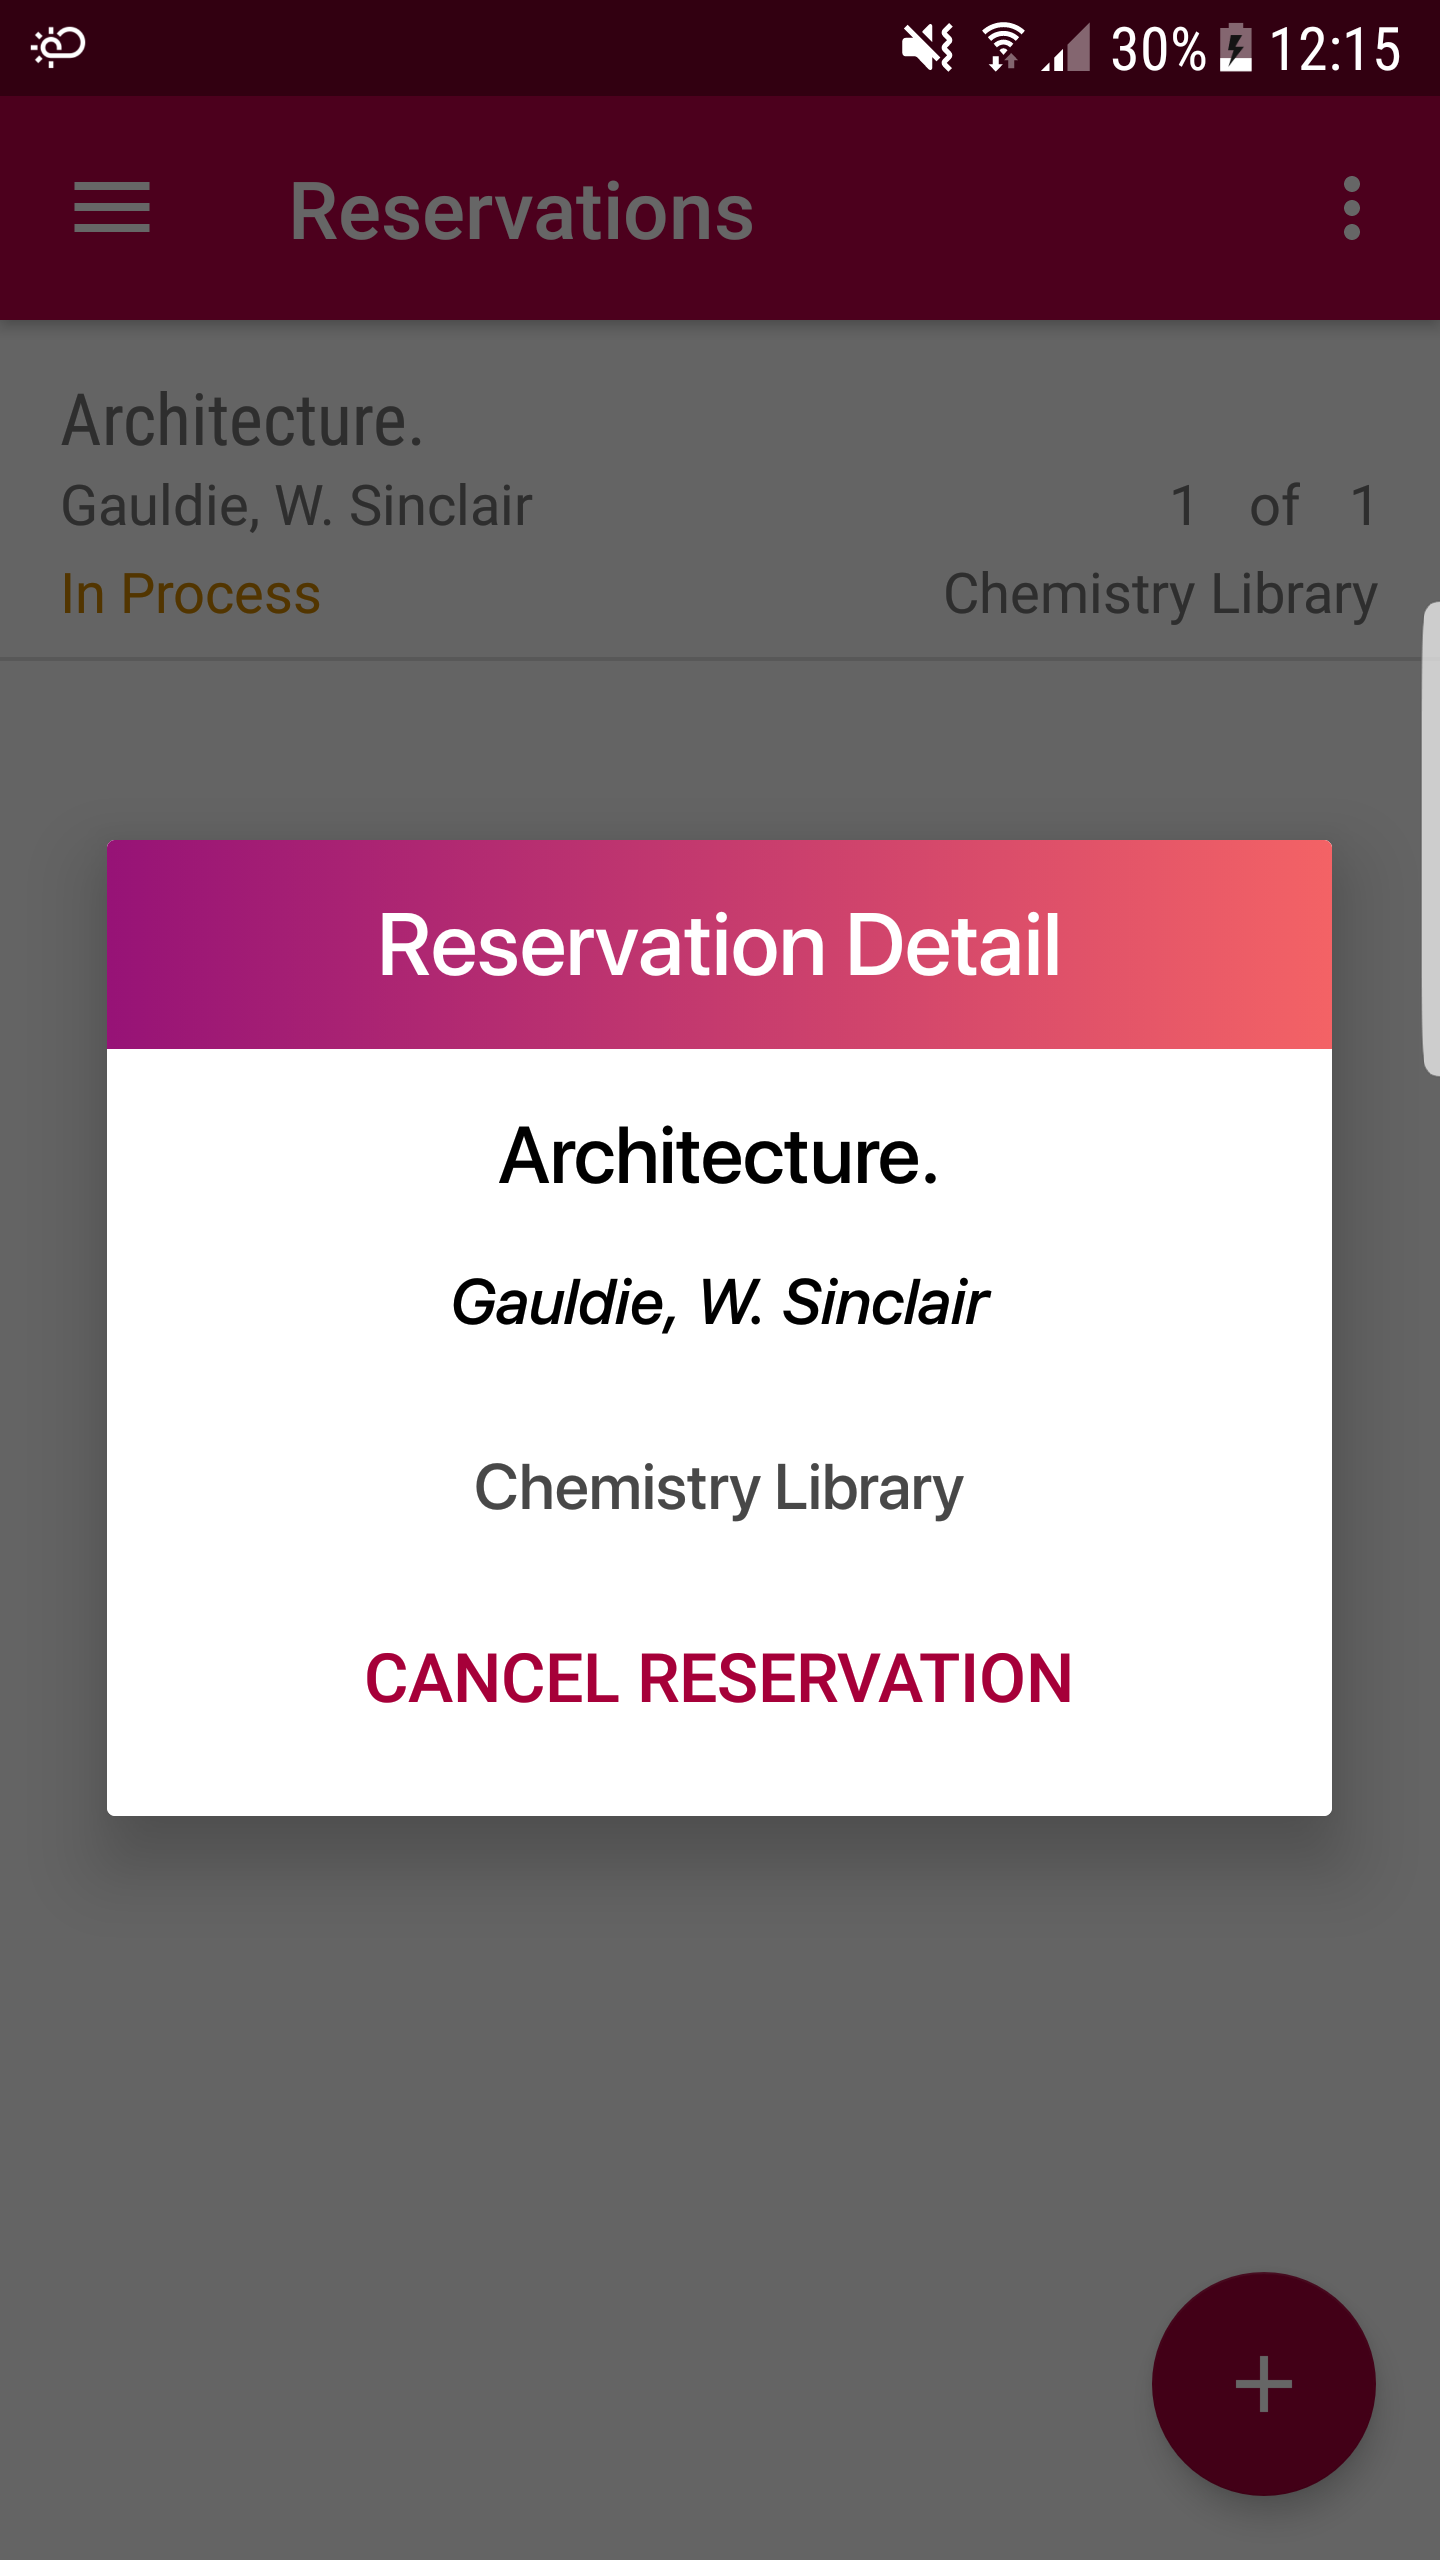 30% 12:15
Reservations
Architecture.
Gauldie, W. Sinclair 1 of 1
In Process Chemistry Library
Reservation Detail
Architecture.
Gauldie, W. Sinclair
Chemistry Library
CANCEL RESERVATION